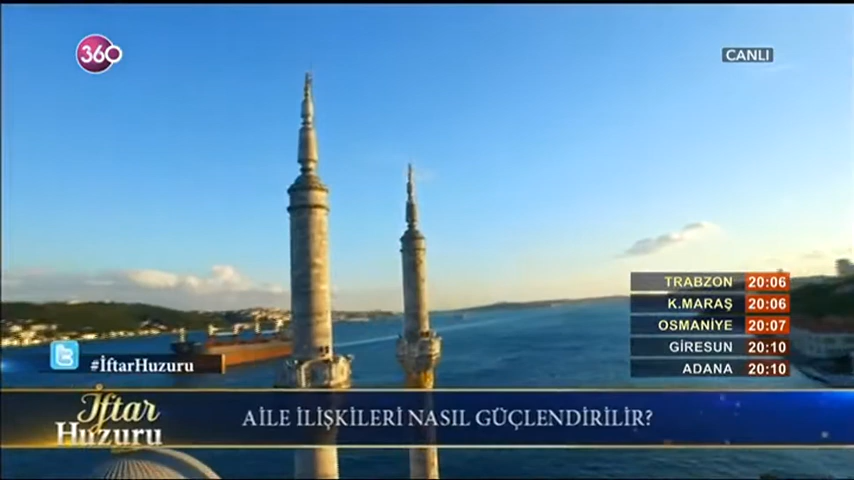 360
CANLI
TRABZON 20:06
K.MARAŞ 20:06
OSMANİYE 20:07
GİRESUN 20:10
ADANA 20:10
#İftarHuzuru
İftar
Huzuru
AİLE İLİŞKİLERİ NASIL GÜÇLENDİRİLİR?